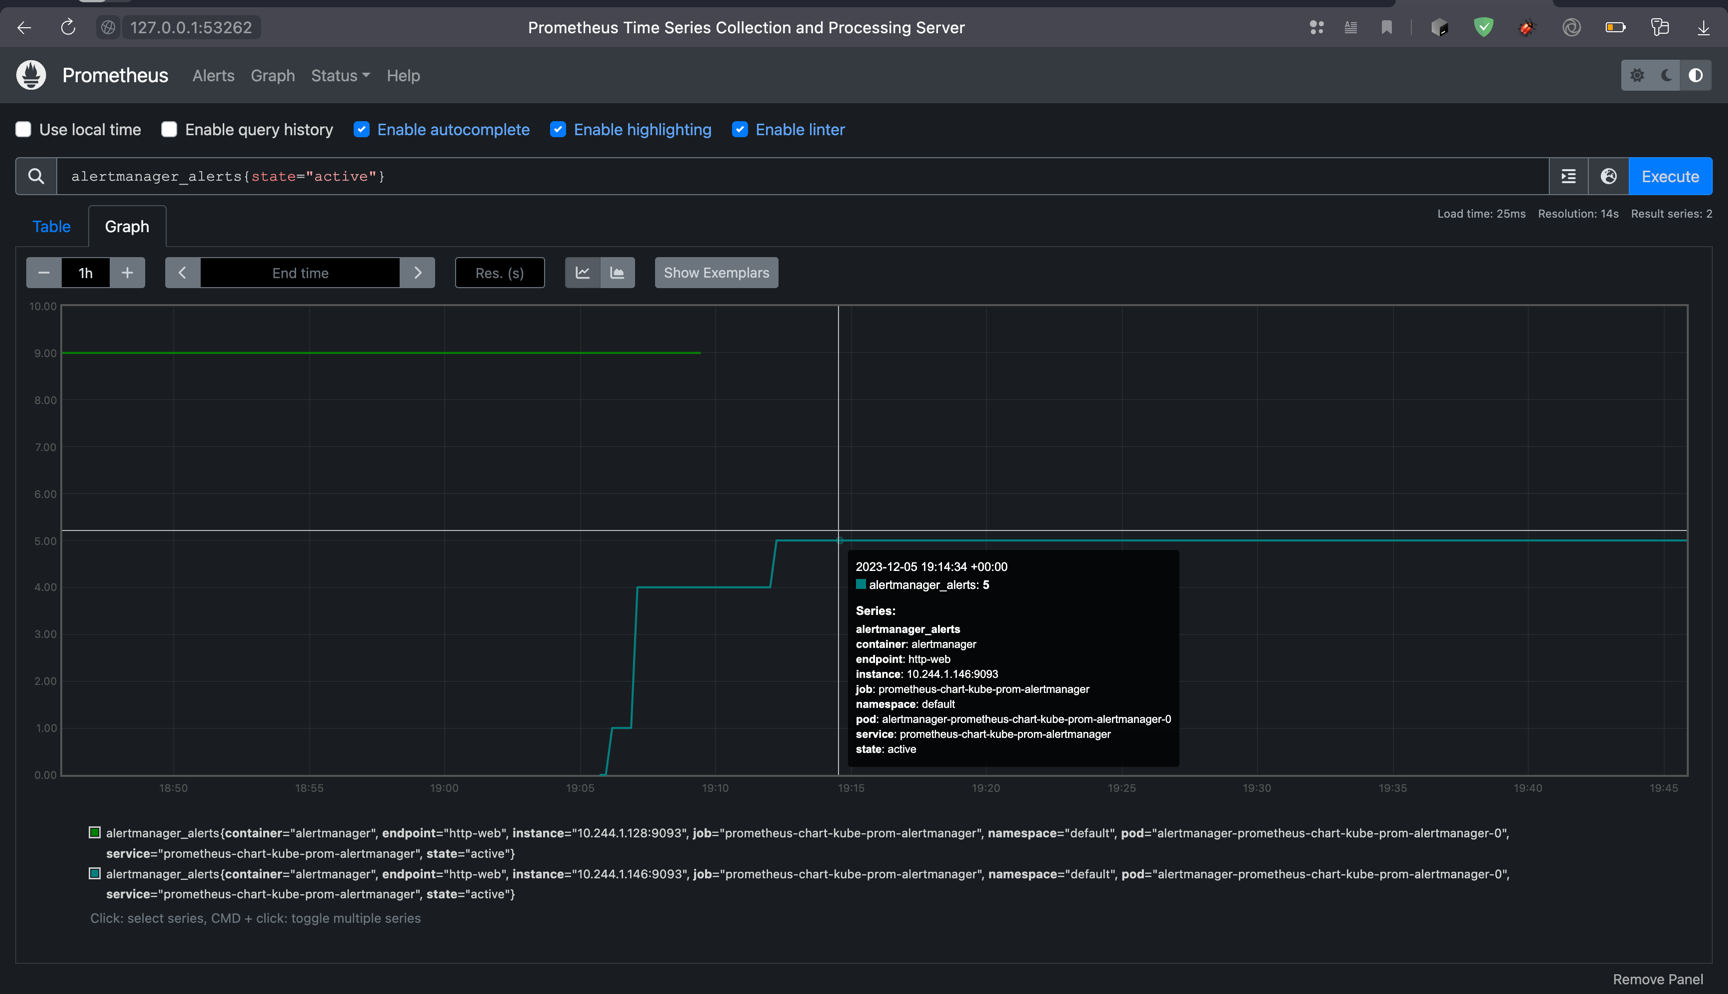 127.0.0.1:53262
Prometheus Time Series Collection and Processing Server
Prometheus Alerts Graph Status Help
Use local time Enable query history Enable autocomplete Enable highlighting Enable linter
alertmanager_alerts{state="active"} Execute
Table Graph
Load time: 25ms Resolution: 14s Result series: 2
− 1h + End time Res. (s) Show Exemplars
10.00
9.00
8.00
7.00
6.00
5.00
4.00
3.00
2.00
1.00
0.00
2023-12-05 19:14:34 +00:00
alertmanager_alerts: 5
Series:
alertmanager_alerts
container: alertmanager
endpoint: http-web
instance: 10.244.1.146:9093
job: prometheus-chart-kube-prom-alertmanager
namespace: default
pod: alertmanager-prometheus-chart-kube-prom-alertmanager-0
service: prometheus-chart-kube-prom-alertmanager
state: active
18:50 18:55 19:00 19:05 19:10 19:15 19:20 19:25 19:30 19:35 19:40 19:45
alertmanager_alerts{container="alertmanager", endpoint="http-web", instance="10.244.1.128:9093", job="prometheus-chart-kube-prom-alertmanager", namespace="default", pod="alertmanager-prometheus-chart-kube-prom-alertmanager-0",
service="prometheus-chart-kube-prom-alertmanager", state="active"}
alertmanager_alerts{container="alertmanager", endpoint="http-web", instance="10.244.1.146:9093", job="prometheus-chart-kube-prom-alertmanager", namespace="default", pod="alertmanager-prometheus-chart-kube-prom-alertmanager-0",
service="prometheus-chart-kube-prom-alertmanager", state="active"}
Click: select series, CMD + click: toggle multiple series
Remove Panel